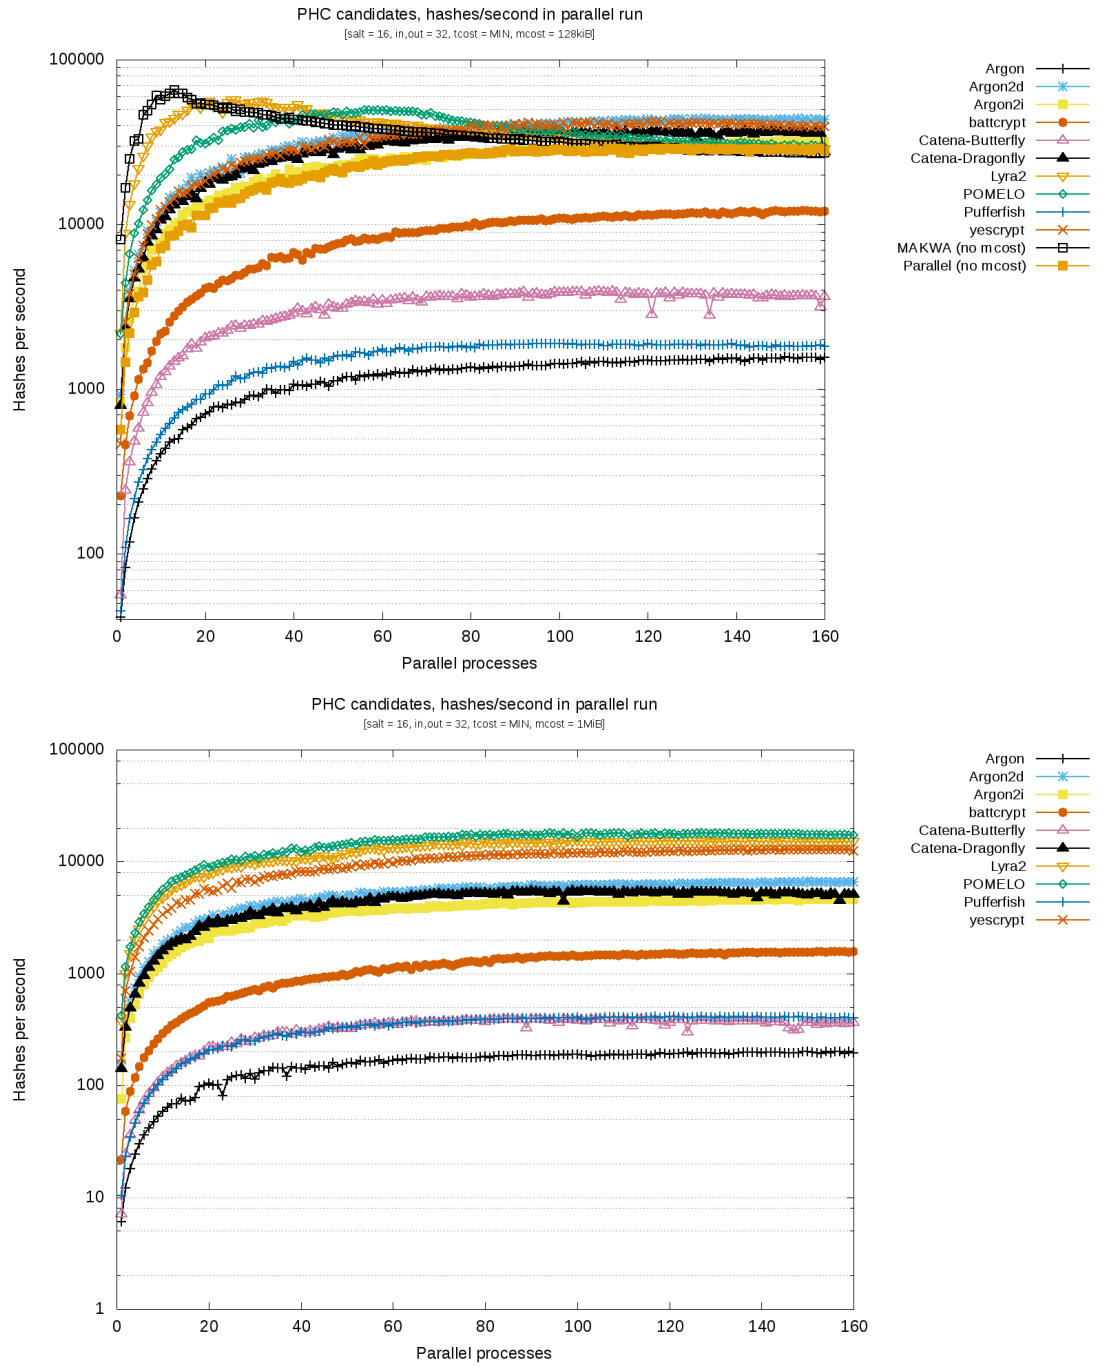 PHC candidates, hashes/second in parallel run
[salt = 16, in,out = 32, tcost = MIN, mcost = 128kiB]
100000
10000
1000
100
Hashes per second
0 20 40 60 80 100 120 140 160
Parallel processes
Argon
Argon2d
Argon2i
battcrypt
Catena-Butterfly
Catena-Dragonfly
Lyra2
POMELO
Pufferfish
yescrypt
MAKWA (no mcost)
Parallel (no mcost)
PHC candidates, hashes/second in parallel run
[salt = 16, in,out = 32, tcost = MIN, mcost = 1MiB]
100000
10000
1000
100
10
1
Hashes per second
0 20 40 60 80 100 120 140 160
Parallel processes
Argon
Argon2d
Argon2i
battcrypt
Catena-Butterfly
Catena-Dragonfly
Lyra2
POMELO
Pufferfish
yescrypt